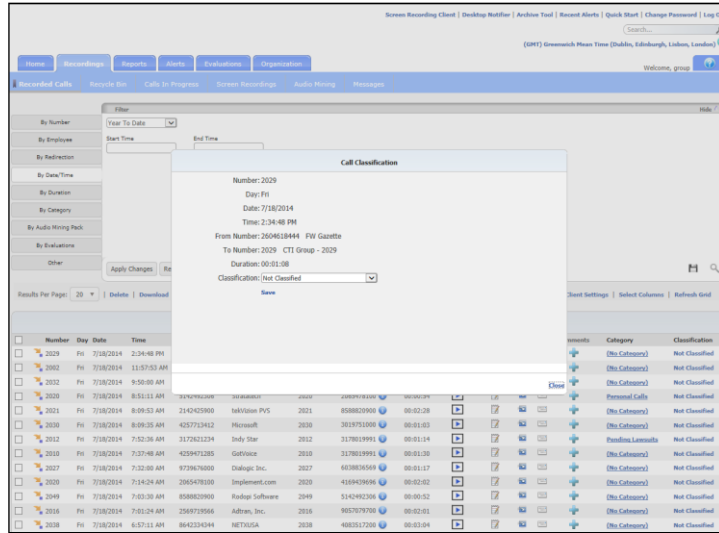 Screen Recording Client | Desktop Notifier | Archive Tool | Recent Alerts | Quick Start | Change Password | Log
Search...
(GMT) Greenwich Mean Time (Dublin, Edinburgh, Lisbon, London)
Home Recordings Reports Alerts Evaluations Organization
Welcome, group
Recorded Calls Recycle Bin Calls In Progress Screen Recordings Audio Mining Messages
Filter Hide
By Number
Year To Date
By Employee
Start Time End Time
By Redirection
By Date/Time
By Duration
By Category
By Audio Mining Pack
By Evaluations
Other
Apply Changes Re
Call Classification
Number: 2029
Day: Fri
Date: 7/18/2014
Time: 2:34:48 PM
From Number: 2604618444 FW Gazette
To Number: 2029 CTI Group - 2029
Duration: 00:01:08
Classification: Not Classified
Save
Close
Results Per Page: 20 | Delete | Download
Client Settings | Select Columns | Refresh Grid
Number Day Date Time Category Classification
2029 Fri 7/18/2014 2:34:48 PM (No Category) Not Classified
2002 Fri 7/18/2014 11:57:53 AM (No Category) Not Classified
2032 Fri 7/18/2014 9:50:00 AM (No Category) Not Classified
2020 Fri 7/18/2014 8:51:11 AM 2020 Personal Calls Not Classified
2021 Fri 7/18/2014 8:09:53 AM 2142425900 tekVizion PVS 2021 8588820900 00:02:28 (No Category) Not Classified
2030 Fri 7/18/2014 8:09:35 AM 4257713412 Microsoft 2030 3019751000 00:01:03 (No Category) Not Classified
2012 Fri 7/18/2014 7:52:36 AM 3172621234 Indy Star 2012 3178019991 00:01:14 Pending Lawsuits Not Classified
2010 Fri 7/18/2014 7:37:48 AM 4259471285 GotVoice 2010 3178019991 00:01:30 (No Category) Not Classified
2027 Fri 7/18/2014 7:32:00 AM 9739676000 Dialogic Inc. 2027 6038836569 00:01:17 (No Category) Not Classified
2020 Fri 7/18/2014 7:14:24 AM 2065478100 Implement.com 2020 4169439696 00:02:02 (No Category) Not Classified
2049 Fri 7/18/2014 7:03:30 AM 8588820900 Rodopi Software 2049 5142492306 00:00:52 (No Category) Not Classified
2016 Fri 7/18/2014 7:01:24 AM 2569719566 Adtran, Inc. 2016 9057079700 00:02:01 (No Category) Not Classified
2038 Fri 7/18/2014 6:57:11 AM 8642334344 NETXUSA 2038 4083517200 00:03:04 (No Category) Not Classified